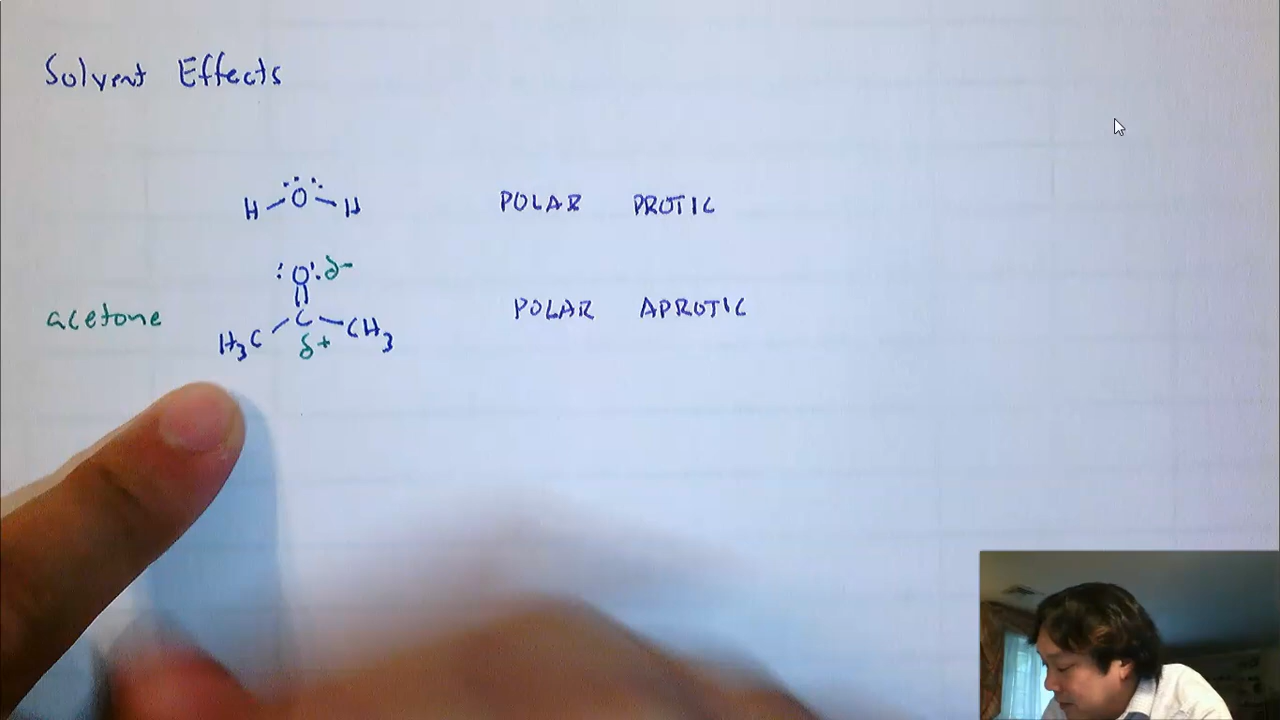 Solvent Effects
H-O-H POLAR PROTIC
:O: δ-
||
acetone C POLAR APROTIC
H3C CH3
δ+